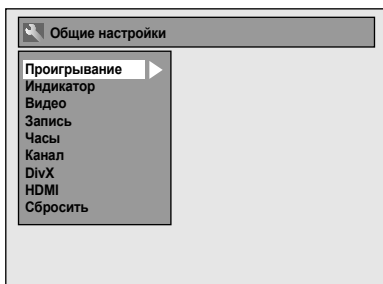 Общие настройки
Проигрывание
Индикатор
Видео
Запись
Часы
Канал
DivX
HDMI
Сбросить